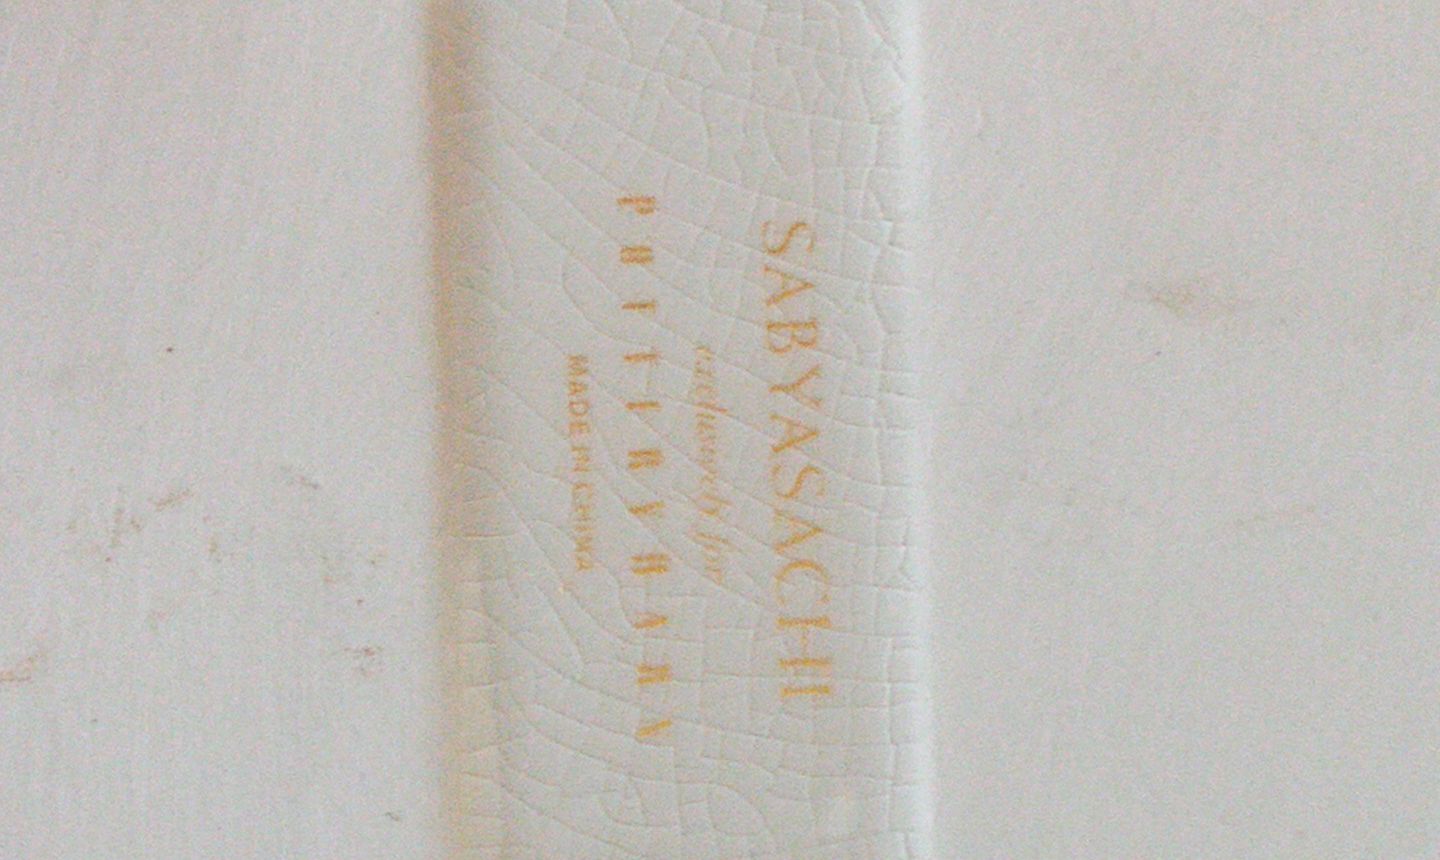 SABYASACHI
exclusively for
POTTERY BARN
MADE IN CHINA